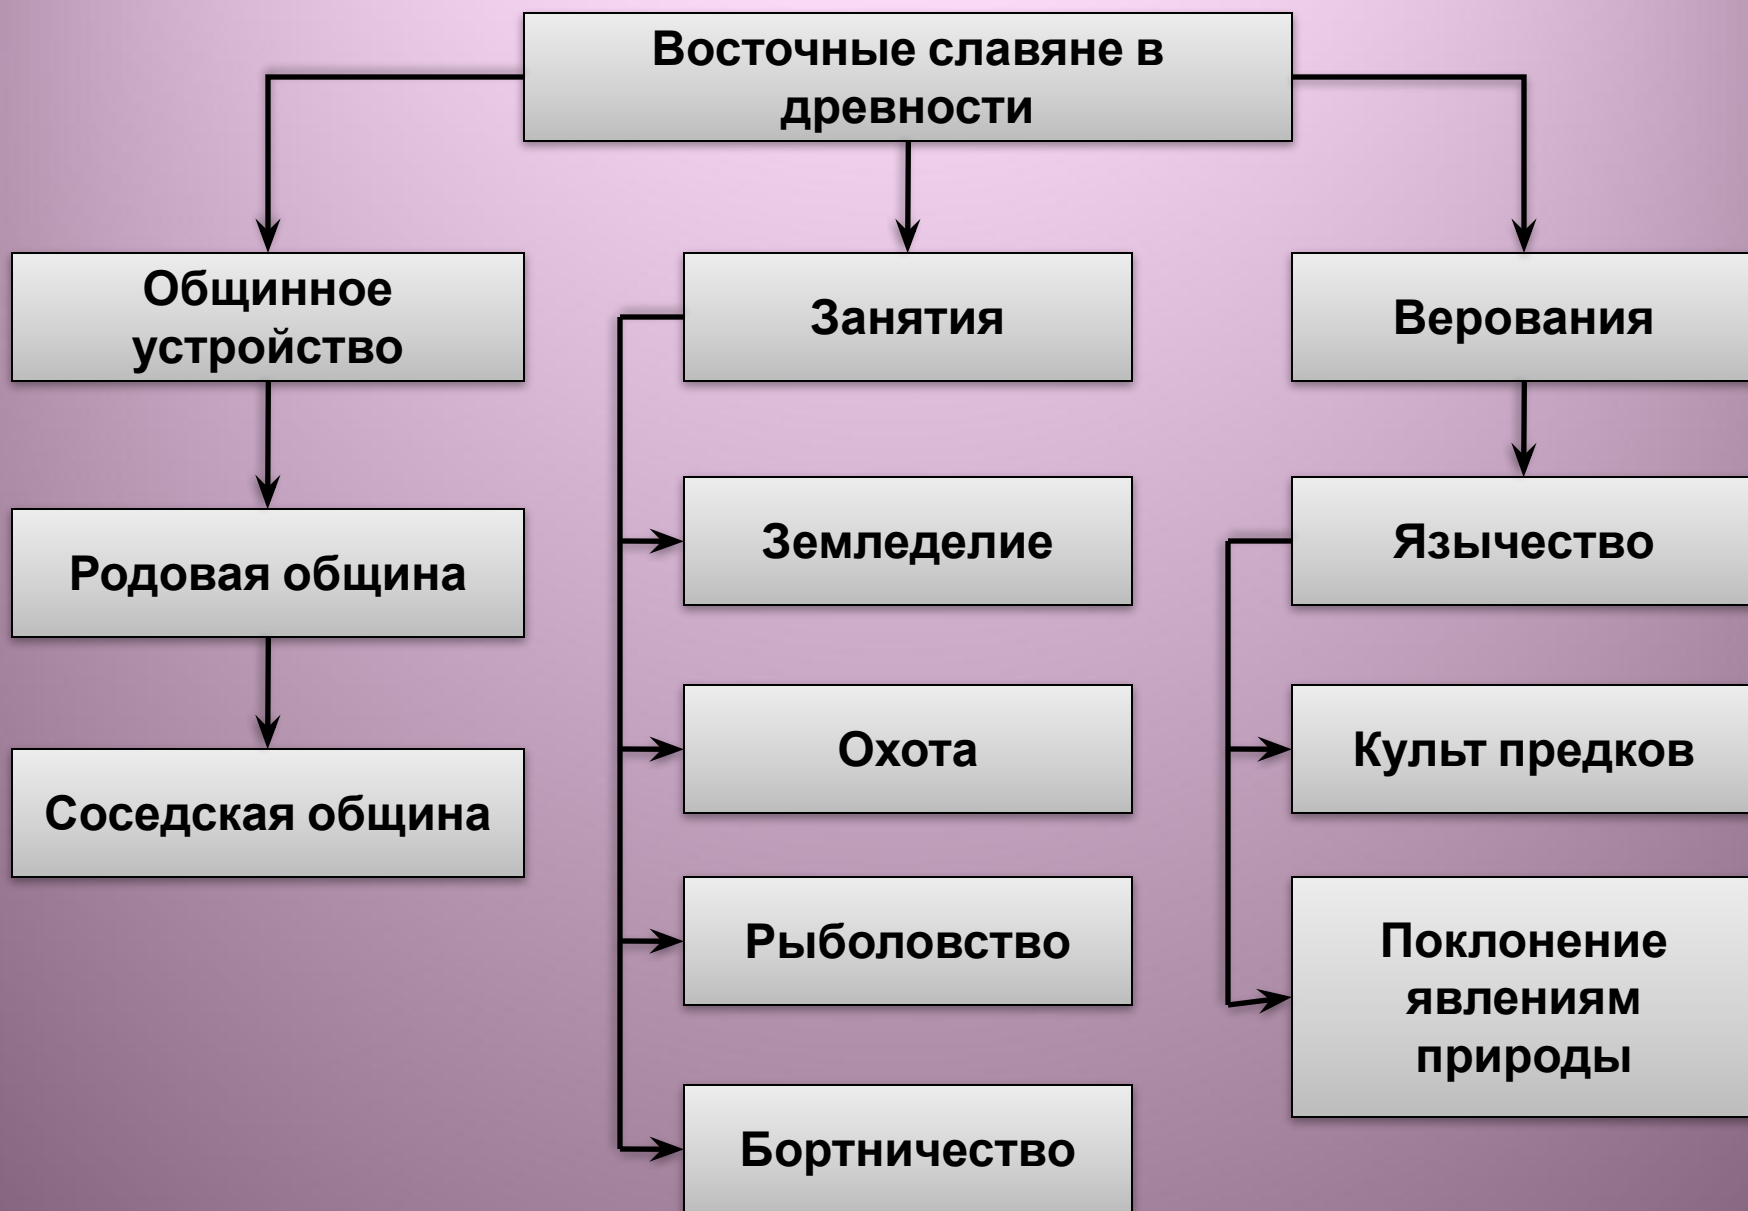 Восточные славяне в
древности
Общинное
устройство
Родовая община
Соседская община
Занятия
Земледелие
Охота
Рыболовство
Бортничество
Верования
Язычество
Культ предков
Поклонение
явлениям
природы